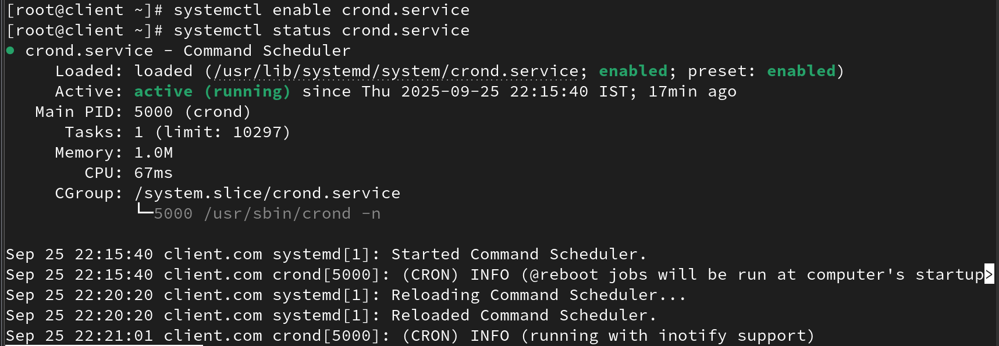 [root@client ~]# systemctl enable crond.service
[root@client ~]# systemctl status crond.service
● crond.service - Command Scheduler
     Loaded: loaded (/usr/lib/systemd/system/crond.service; enabled; preset: enabled)
     Active: active (running) since Thu 2025-09-25 22:15:40 IST; 17min ago
   Main PID: 5000 (crond)
      Tasks: 1 (limit: 10297)
     Memory: 1.0M
        CPU: 67ms
     CGroup: /system.slice/crond.service
             └─5000 /usr/sbin/crond -n

Sep 25 22:15:40 client.com systemd[1]: Started Command Scheduler.
Sep 25 22:15:40 client.com crond[5000]: (CRON) INFO (@reboot jobs will be run at computer's startup>
Sep 25 22:20:20 client.com systemd[1]: Reloading Command Scheduler...
Sep 25 22:20:20 client.com systemd[1]: Reloaded Command Scheduler.
Sep 25 22:21:01 client.com crond[5000]: (CRON) INFO (running with inotify support)